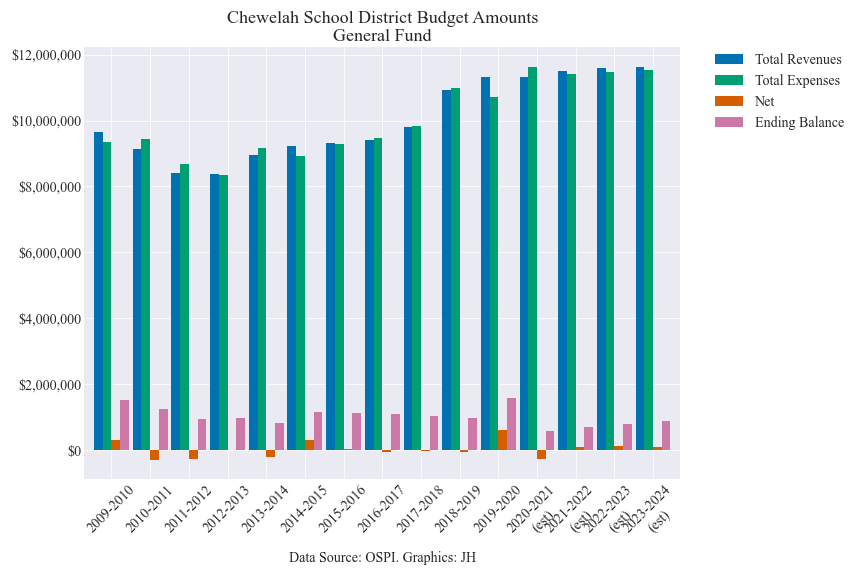 Chewelah School District Budget Amounts
General Fund
$12,000,000
$10,000,000
$8,000,000
$6,000,000
$4,000,000
$2,000,000
$0
Total Revenues
Total Expenses
Net
Ending Balance
2009-2010
2010-2011
2011-2012
2012-2013
2013-2014
2014-2015
2015-2016
2016-2017
2017-2018
2018-2019
2019-2020
2020-2021
(est)
2021-2022
(est)
2022-2023
(est)
2023-2024
(est)
Data Source: OSPI. Graphics: JH